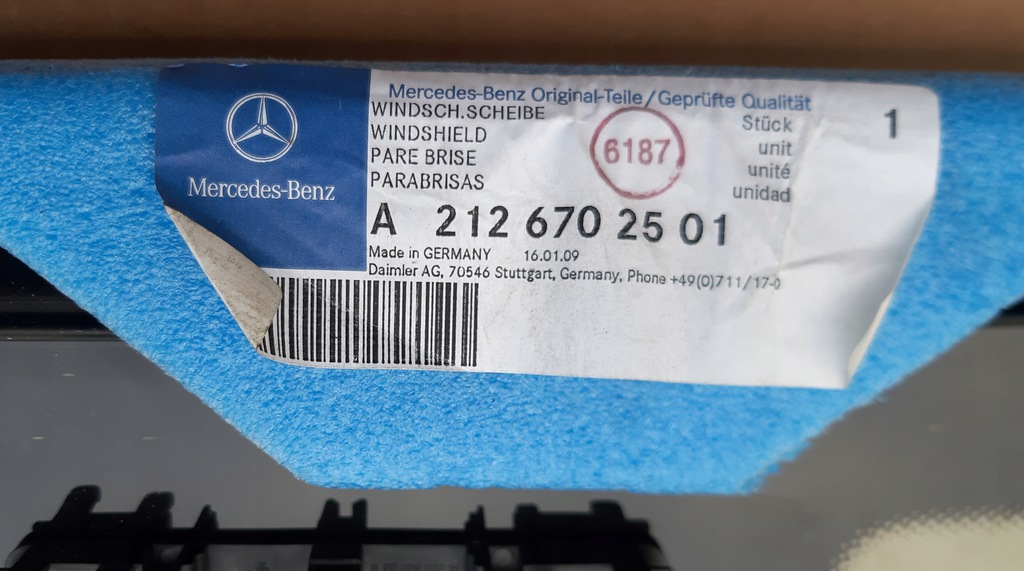 Mercedes-Benz
Mercedes-Benz Original-Teile/Geprüfte Qualität
WINDSCH.SCHEIBE
WINDSHIELD
PARE BRISE
PARABRISAS
6187
Stück
unit
unité
unidad
1
A 212 670 25 01
Made in GERMANY 16.01.09
Daimler AG, 70546 Stuttgart, Germany, Phone +49(0)711/17-0